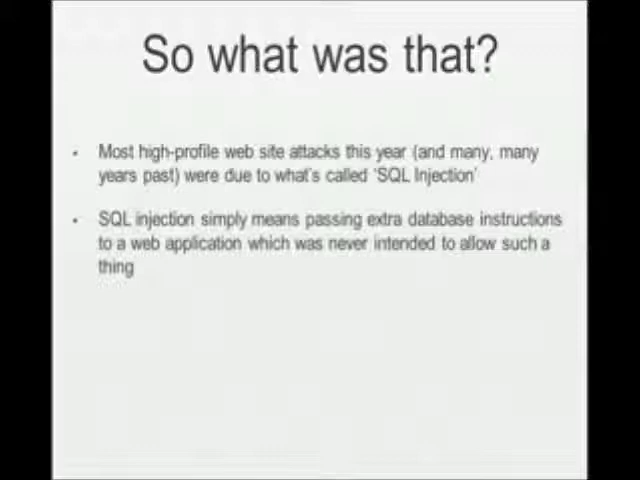 So what was that?
• Most high-profile web site attacks this year (and many, many
years past) were due to what's called 'SQL Injection'
• SQL injection simply means passing extra database instructions
to a web application which was never intended to allow such a
thing